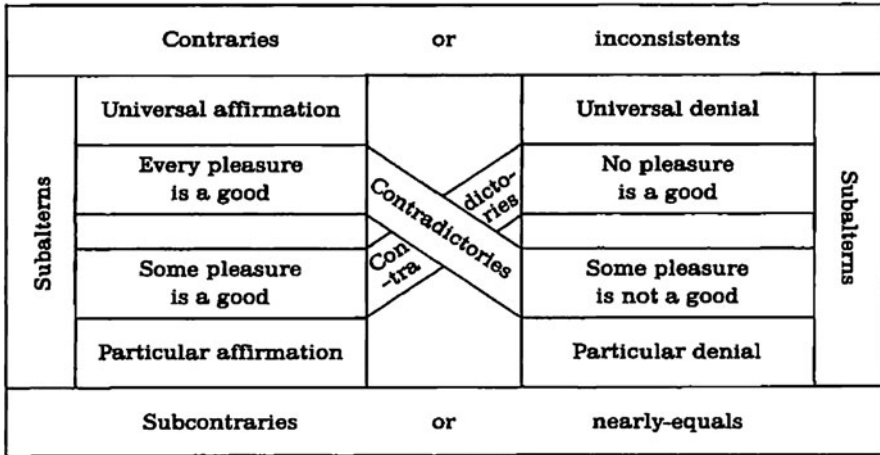 Contraries or inconsistents
Universal affirmation
Universal denial
Subalterns
Every pleasure
is a good
No pleasure
is a good
Contradictories
dicto-
ries
Con
-tra
Subalterns
Some pleasure
is a good
Some pleasure
is not a good
Particular affirmation
Particular denial
Subcontraries or nearly-equals